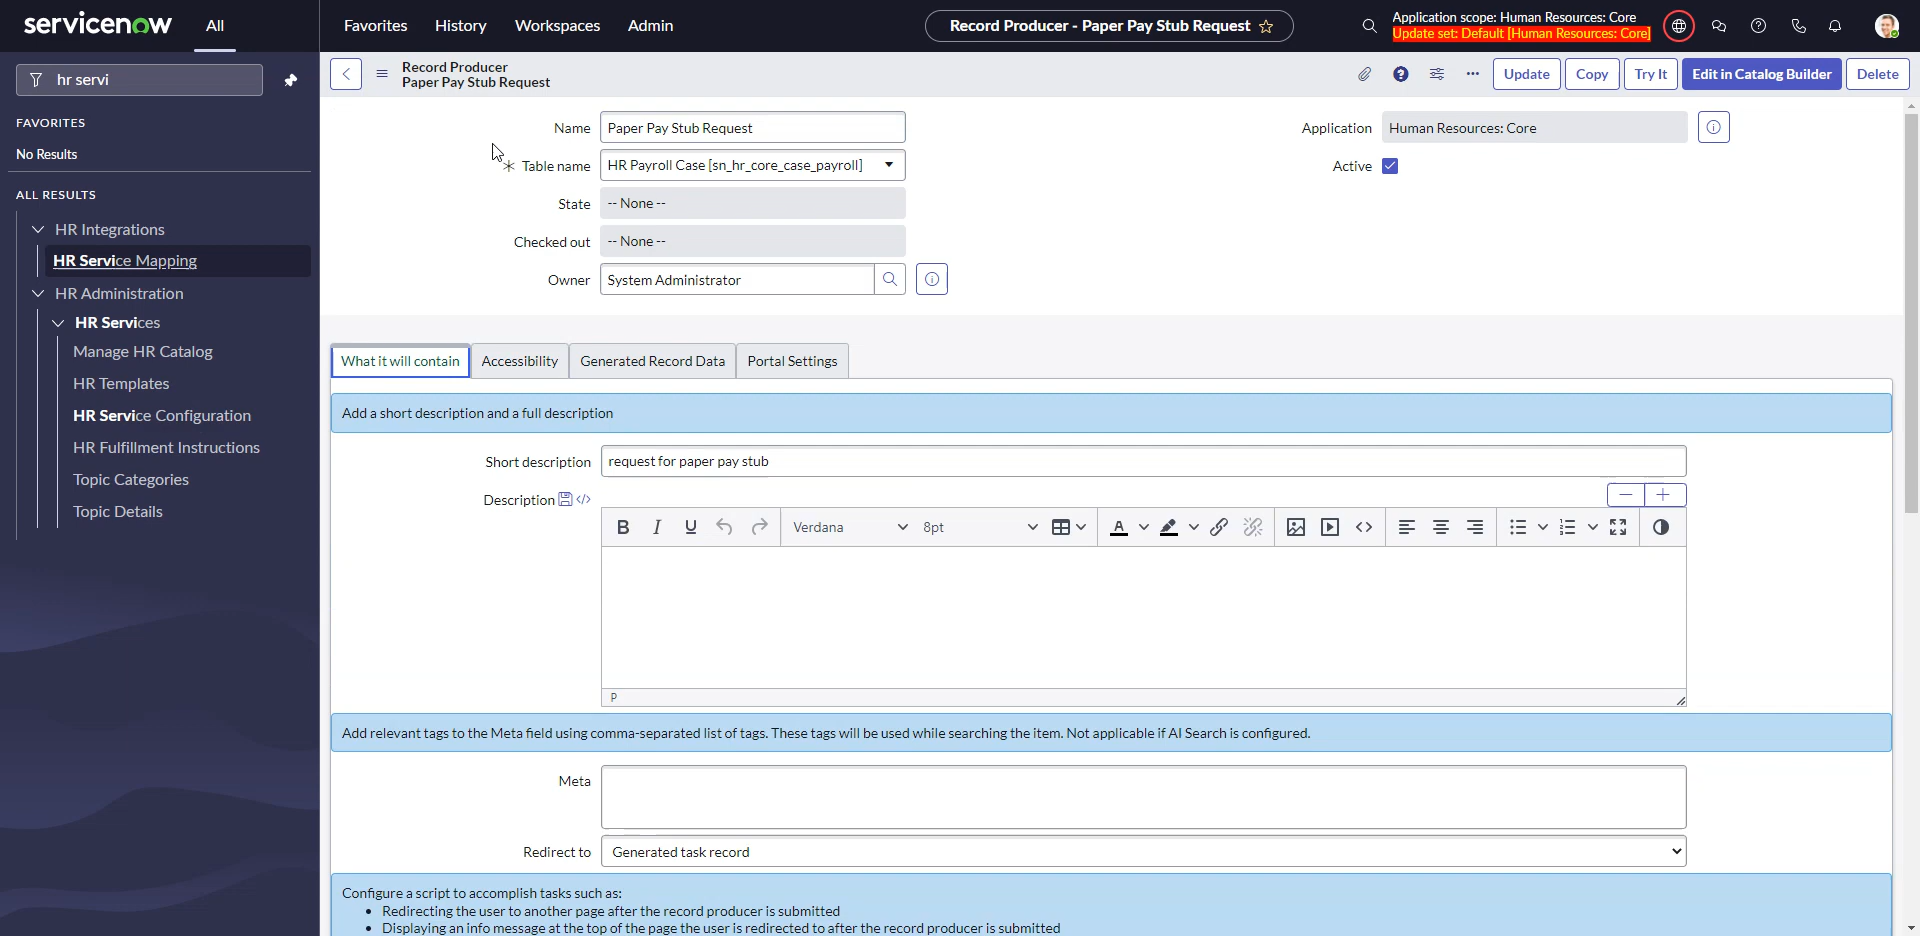 servicenow
All
Favorites
History
Workspaces
Admin
Record Producer - Paper Pay Stub Request
Application scope: Human Resources: Core
Update set: Default [Human Resources: Core]
hr servi
FAVORITES
No Results
ALL RESULTS
HR Integrations
HR Service Mapping
HR Administration
HR Services
Manage HR Catalog
HR Templates
HR Service Configuration
HR Fulfillment Instructions
Topic Categories
Topic Details
Record Producer
Paper Pay Stub Request
Update
Copy
Try It
Edit in Catalog Builder
Delete
Name
Paper Pay Stub Request
Application
Human Resources: Core
Table name
HR Payroll Case [sn_hr_core_case_payroll]
Active
State
-- None --
Checked out
-- None --
Owner
System Administrator
What it will contain
Accessibility
Generated Record Data
Portal Settings
Add a short description and a full description
Short description
request for paper pay stub
Description
B I U
Verdana
8pt
A
P
Add relevant tags to the Meta field using comma-separated list of tags. These tags will be used while searching the item. Not applicable if AI Search is configured.
Meta
Redirect to
Generated task record
Configure a script to accomplish tasks such as:
• Redirecting the user to another page after the record producer is submitted
• Displaying an info message at the top of the page the user is redirected to after the record producer is submitted